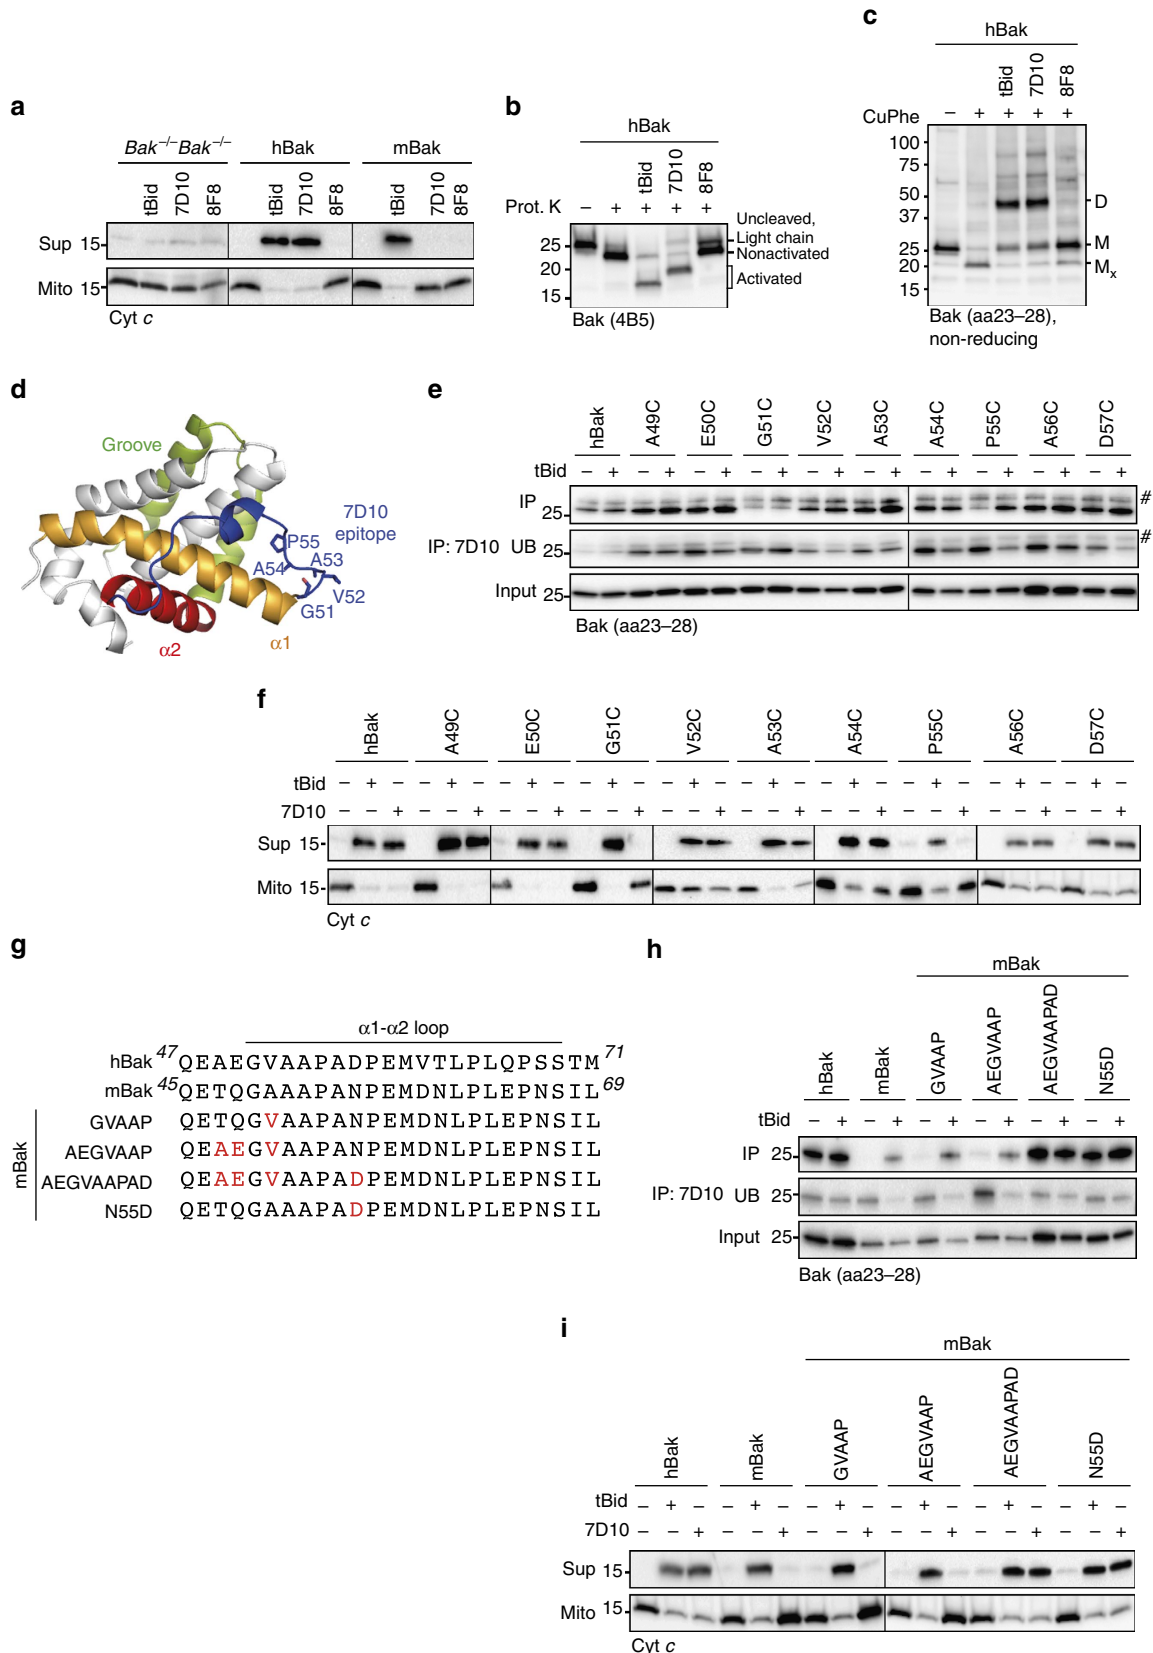 a
Bak–/–Bak–/– hBak mBak
tBid 7D10 8F8 tBid 7D10 8F8 tBid 7D10 8F8
Sup 15
Mito 15
Cyt c
b
hBak
tBid 7D10 8F8
Prot. K – + + + +
25
20
15
Uncleaved,
Light chain
Nonactivated
Activated
Bak (4B5)
c
hBak
tBid 7D10 8F8
CuPhe – + + + +
100
75
50
37
25
20
15
D
M
Mx
Bak (aa23–28),
non-reducing
d
Groove
7D10
epitope
P55
A54 A53
V52
G51
α2
α1
e
hBak A49C E50C G51C V52C A53C A54C P55C A56C D57C
tBid – + – + – + – + – + – + – + – + – + – +
IP 25 #
IP: 7D10 UB 25 #
Input 25
Bak (aa23–28)
f
hBak A49C E50C G51C V52C A53C A54C P55C A56C D57C
tBid – + – – + – – + – – + – – + – – + – – + – – + – – + – – + –
7D10 – – + – – + – – + – – + – – + – – + – – + – – + – – + – – +
Sup 15
Mito 15
Cyt c
g
α1-α2 loop
hBak 47 QEAEGVAAPADPEMVTLPLQPSSTM 71
mBak 45 QETQGAAAPANPEMDNLPLEPNSIL 69
mBak
GVAAP QETQGVAAPANPEMDNLPLEPNSIL
AEGVAAP QEAEGVAAPANPEMDNLPLEPNSIL
AEGVAAPAD QEAEGVAAPADPEMDNLPLEPNSIL
N55D QETQGAAAPADPEMDNLPLEPNSIL
h
mBak
hBak mBak GVAAP AEGVAAP AEGVAAPAD N55D
tBid – + – + – + – + – + – +
IP 25
IP: 7D10 UB 25
Input 25
Bak (aa23–28)
i
mBak
hBak mBak GVAAP AEGVAAP AEGVAAPAD N55D
tBid – + – – + – – + – – + – – + – – + –
7D10 – – + – – + – – + – – + – – + – – +
Sup 15
Mito 15
Cyt c